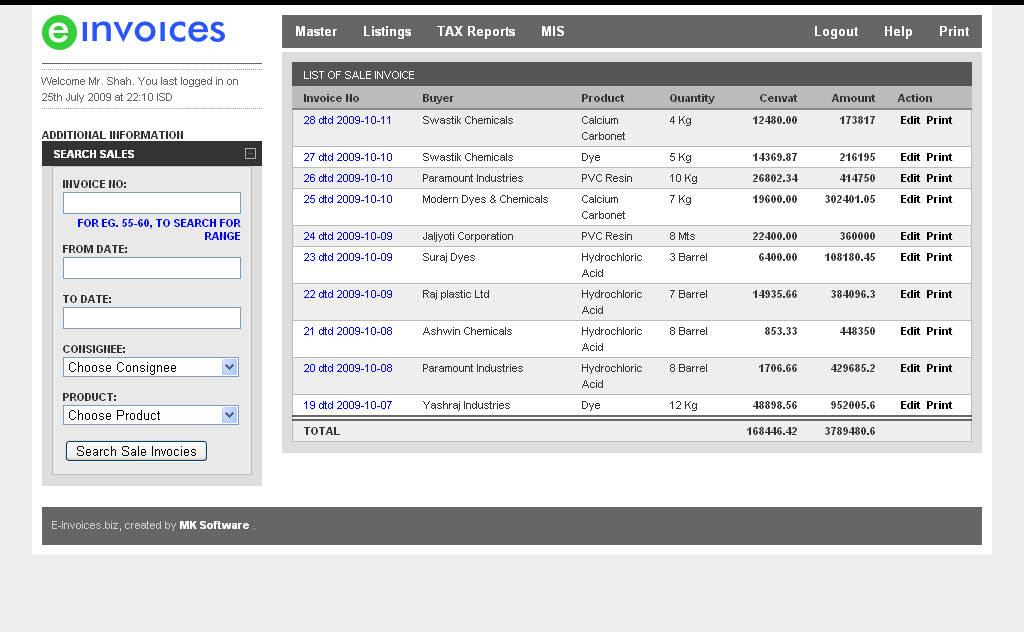 einvoices
Master Listings TAX Reports MIS Logout Help Print
Welcome Mr. Shah. You last logged in on
25th July 2009 at 22:10 ISD
ADDITIONAL INFORMATION
SEARCH SALES
INVOICE NO:
FOR EG. 55-60, TO SEARCH FOR
RANGE
FROM DATE:
TO DATE:
CONSIGNEE:
Choose Consignee
PRODUCT:
Choose Product
Search Sale Invocies
LIST OF SALE INVOICE
Invoice No Buyer Product Quantity Cenvat Amount Action
28 dtd 2009-10-11 Swastik Chemicals Calcium 4 Kg 12480.00 173817 Edit Print
Carbonet
27 dtd 2009-10-10 Swastik Chemicals Dye 5 Kg 14369.87 216195 Edit Print
26 dtd 2009-10-10 Paramount Industries PVC Resin 10 Kg 26802.34 414750 Edit Print
25 dtd 2009-10-10 Modern Dyes & Chemicals Calcium 7 Kg 19600.00 302401.05 Edit Print
Carbonet
24 dtd 2009-10-09 Jaljyoti Corporation PVC Resin 8 Mts 22400.00 360000 Edit Print
23 dtd 2009-10-09 Suraj Dyes Hydrochloric 3 Barrel 6400.00 108180.45 Edit Print
Acid
22 dtd 2009-10-09 Raj plastic Ltd Hydrochloric 7 Barrel 14935.66 384096.3 Edit Print
Acid
21 dtd 2009-10-08 Ashwin Chemicals Hydrochloric 8 Barrel 853.33 448350 Edit Print
Acid
20 dtd 2009-10-08 Paramount Industries Hydrochloric 8 Barrel 1706.66 429685.2 Edit Print
Acid
19 dtd 2009-10-07 Yashraj Industries Dye 12 Kg 48898.56 952005.6 Edit Print
TOTAL 168446.42 3789480.6
E-Invoices.biz, created by MK Software .